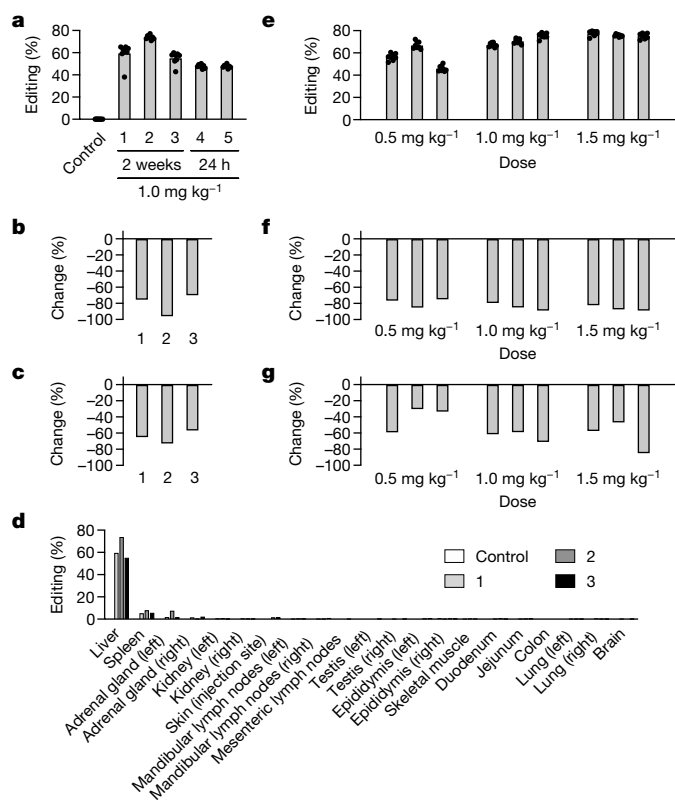 a
Editing (%)
80
60
40
20
0
Control
1 2 3 4 5
2 weeks 24 h
1.0 mg kg⁻¹
e
Editing (%)
80
60
40
20
0
0.5 mg kg⁻¹ 1.0 mg kg⁻¹ 1.5 mg kg⁻¹
Dose
b
Change (%)
0
−20
−40
−60
−80
−100
1 2 3
f
Change (%)
0
−20
−40
−60
−80
−100
0.5 mg kg⁻¹ 1.0 mg kg⁻¹ 1.5 mg kg⁻¹
Dose
c
Change (%)
0
−20
−40
−60
−80
−100
1 2 3
g
Change (%)
0
−20
−40
−60
−80
−100
0.5 mg kg⁻¹ 1.0 mg kg⁻¹ 1.5 mg kg⁻¹
Dose
d
Editing (%)
80
60
40
20
0
Control 2
1 3
Liver
Spleen
Adrenal gland (left)
Adrenal gland (right)
Kidney (left)
Kidney (right)
Skin (injection site)
Mandibular lymph nodes (left)
Mandibular lymph nodes (right)
Mesenteric lymph nodes
Testis (left)
Testis (right)
Epididymis (left)
Epididymis (right)
Skeletal muscle
Duodenum
Jejunum
Colon
Lung (left)
Lung (right)
Brain